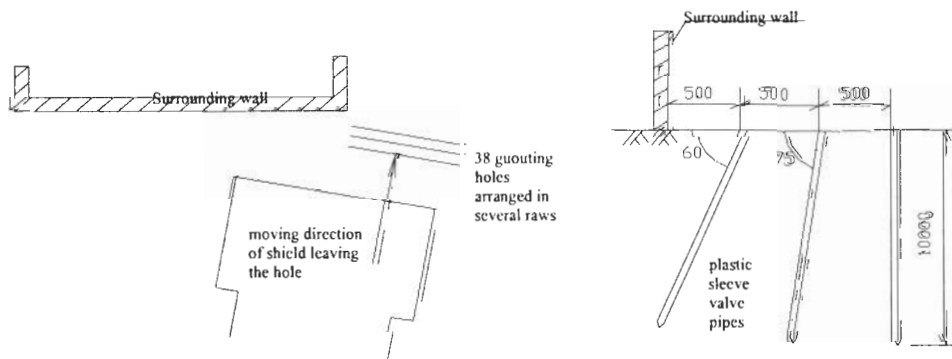 Surrounding wall
38 guouting
holes
arranged in
several raws
moving direction
of shield leaving
the hole
Surrounding wall
500
500
500
60
75
plastic
sleeve
valve
pipes